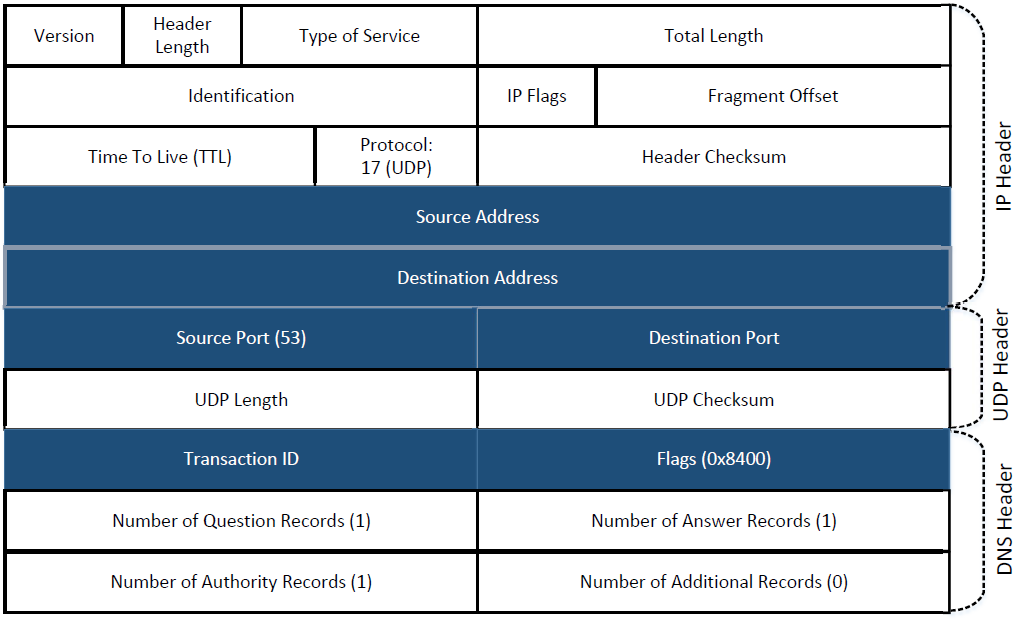 Version
Header
Length
Type of Service
Total Length
Identification
IP Flags
Fragment Offset
Time To Live (TTL)
Protocol:
17 (UDP)
Header Checksum
Source Address
Destination Address
IP Header
Source Port (53)
Destination Port
UDP Length
UDP Checksum
UDP Header
Transaction ID
Flags (0x8400)
Number of Question Records (1)
Number of Answer Records (1)
Number of Authority Records (1)
Number of Additional Records (0)
DNS Header